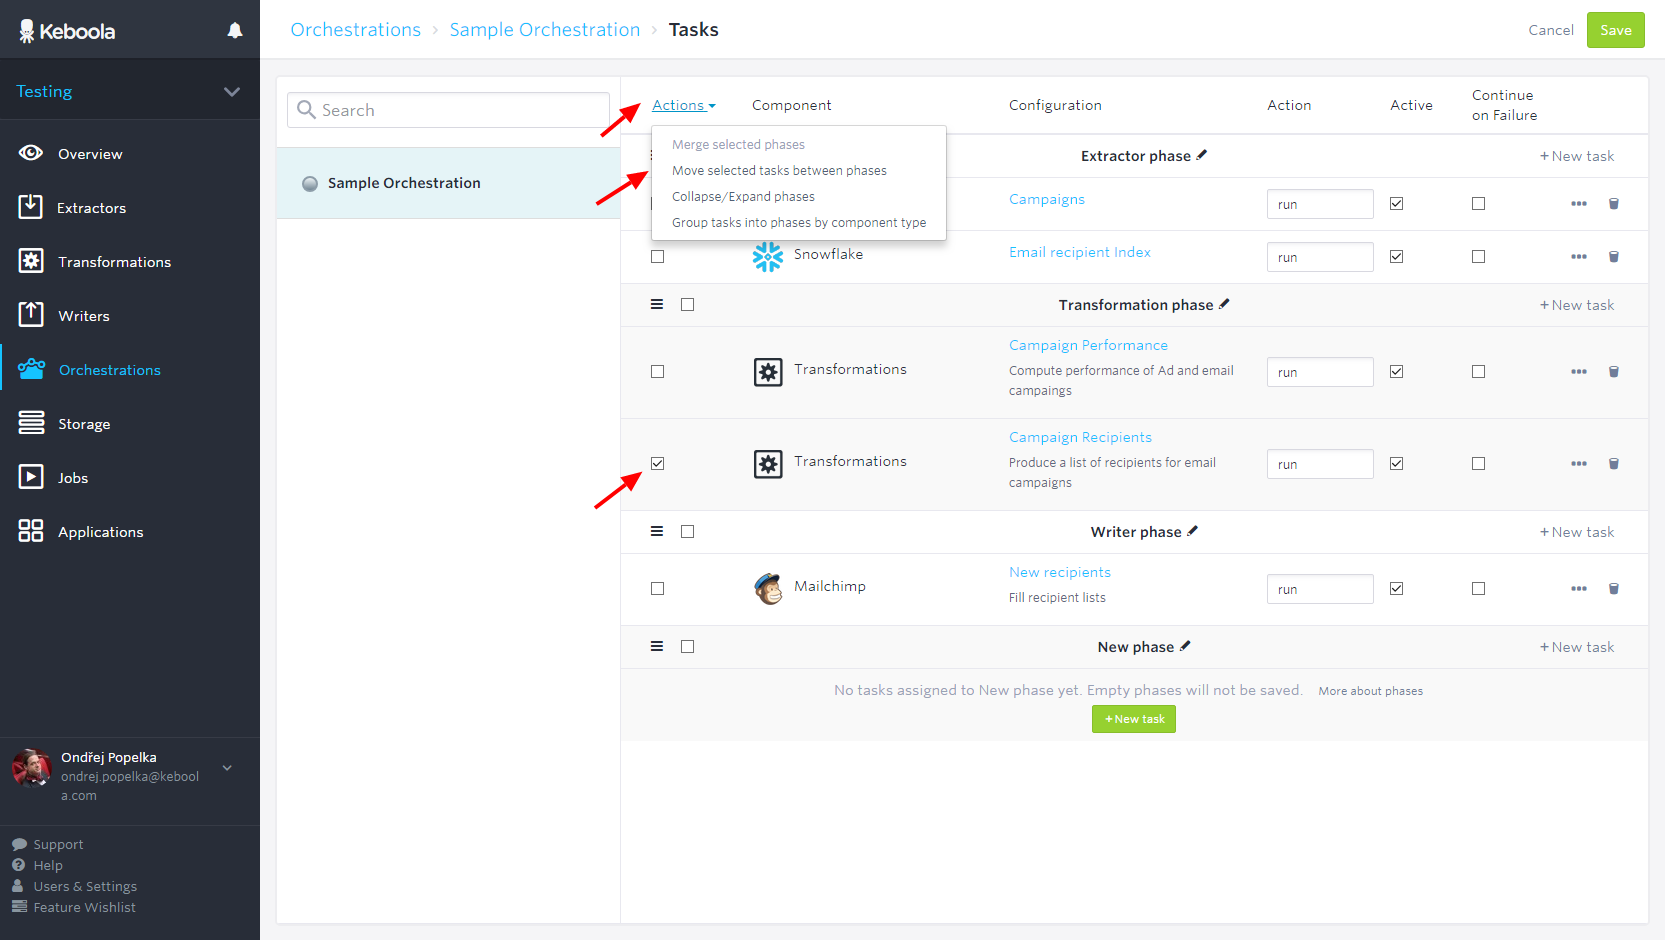 Keboola
Orchestrations › Sample Orchestration › Tasks
Cancel
Save
Testing
Overview
Extractors
Transformations
Writers
Orchestrations
Storage
Jobs
Applications
Ondřej Popelka
ondrej.popelka@kebool
a.com
Support
Help
Users & Settings
Feature Wishlist
Search
Sample Orchestration
Actions
Component
Configuration
Action
Active
Continue
on Failure
Merge selected phases
Move selected tasks between phases
Collapse/Expand phases
Group tasks into phases by component type
Extractor phase
+ New task
Campaigns
run
Snowflake
Email recipient Index
run
Transformation phase
+ New task
Transformations
Campaign Performance
Compute performance of Ad and email
campaings
run
Transformations
Campaign Recipients
Produce a list of recipients for email
campaigns
run
Writer phase
+ New task
Mailchimp
New recipients
Fill recipient lists
run
New phase
+ New task
No tasks assigned to New phase yet. Empty phases will not be saved. More about phases
+ New task